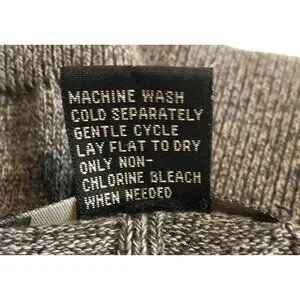 MACHINE WASH
COLD SEPARATELY
GENTLE CYCLE
LAY FLAT TO DRY
ONLY NON-
CHLORINE BLEACH
WHEN NEEDED